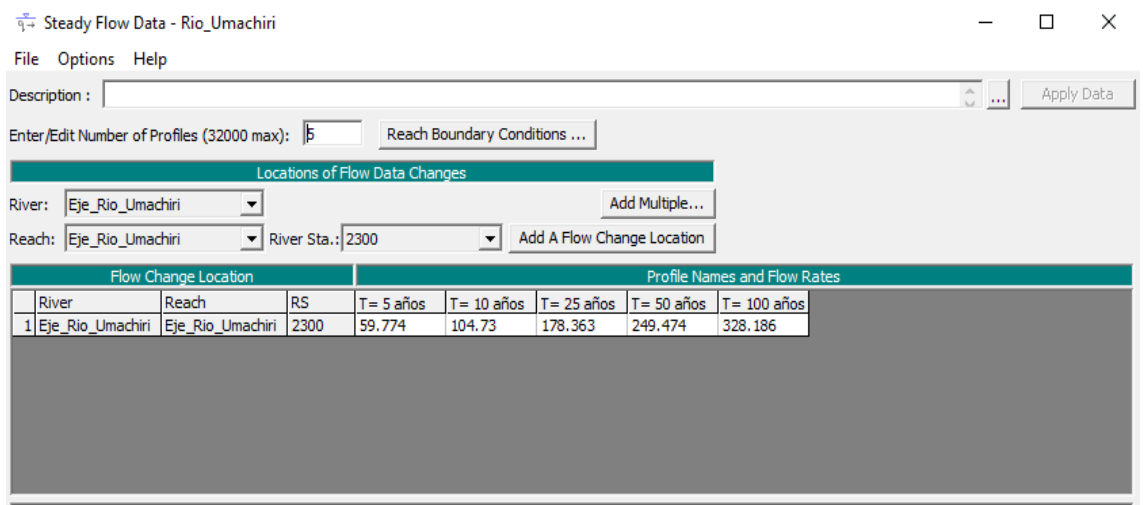 Steady Flow Data - Rio_Umachiri
File Options Help
Description : ... Apply Data
Enter/Edit Number of Profiles (32000 max): 5 Reach Boundary Conditions ...
Locations of Flow Data Changes
River: Eje_Rio_Umachiri Add Multiple...
Reach: Eje_Rio_Umachiri River Sta.: 2300 Add A Flow Change Location
Flow Change Location Profile Names and Flow Rates
River Reach RS T= 5 años T= 10 años T= 25 años T= 50 años T= 100 años
1 Eje_Rio_Umachiri Eje_Rio_Umachiri 2300 59.774 104.73 178.363 249.474 328.186